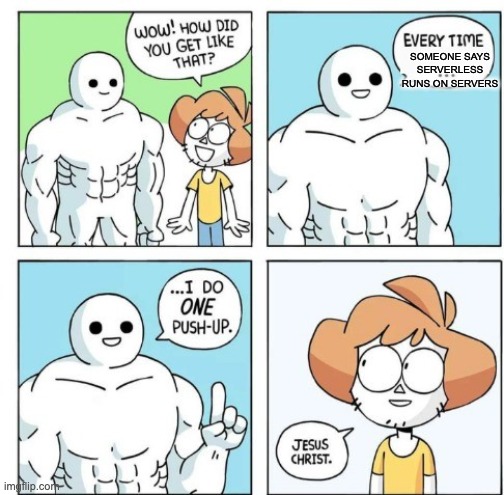 WOW! HOW DID
YOU GET LIKE
THAT?
EVERY TIME
SOMEONE SAYS
SERVERLESS
RUNS ON SERVERS
...I DO
ONE
PUSH-UP.
JESUS
CHRIST.
imgflip.com